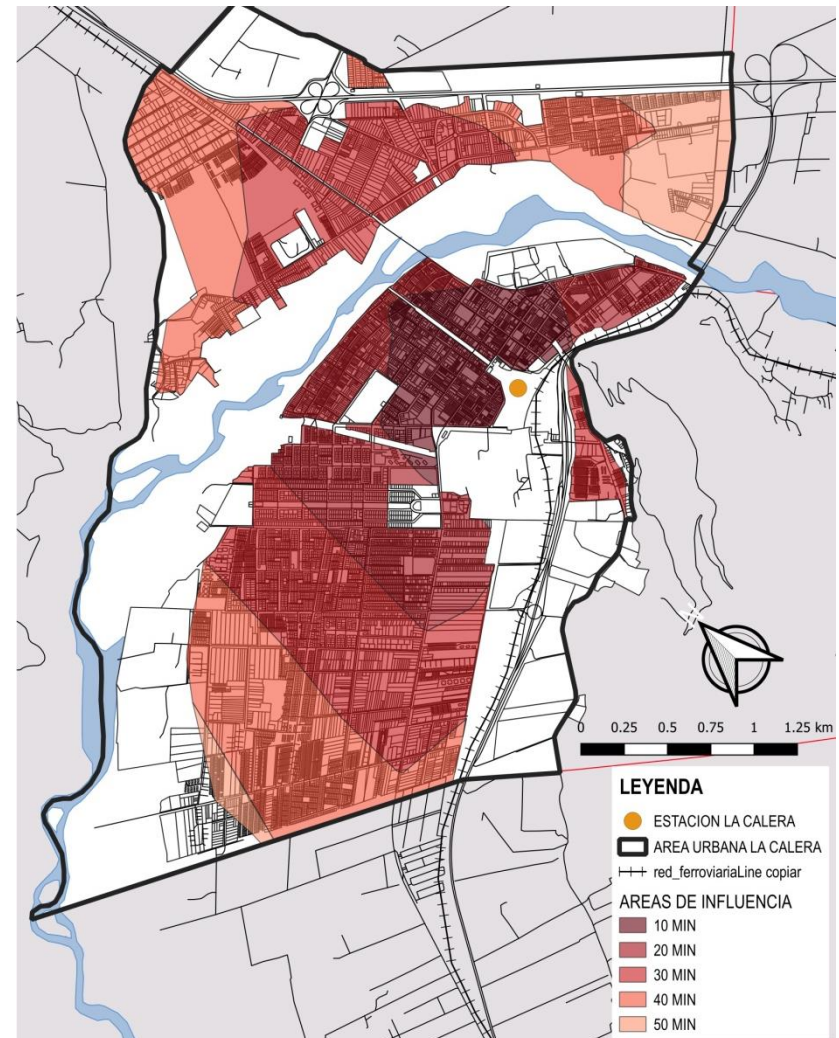 0 0.25 0.5 0.75 1 1.25 km
LEYENDA
ESTACION LA CALERA
AREA URBANA LA CALERA
red_ferroviariaLine copiar
AREAS DE INFLUENCIA
10 MIN
20 MIN
30 MIN
40 MIN
50 MIN